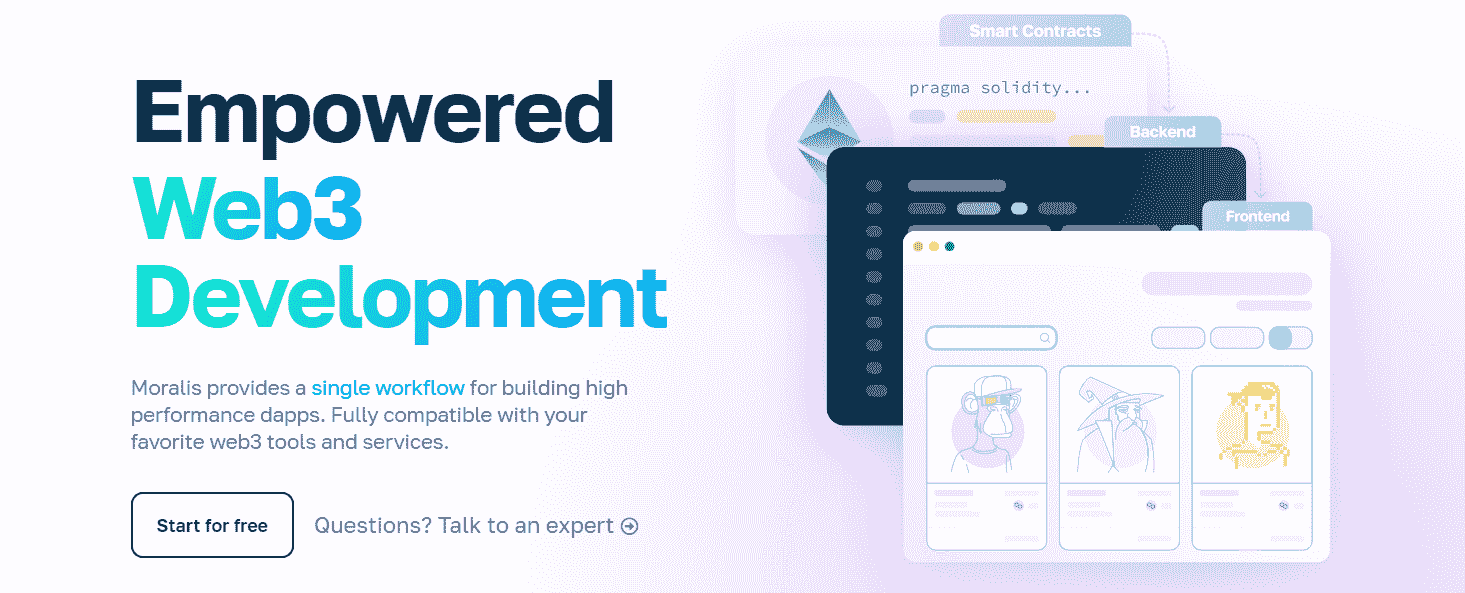 Empowered
Web3
Development
Moralis provides a single workflow for building high
performance dapps. Fully compatible with your
favorite web3 tools and services.
Start for free
Questions? Talk to an expert
Smart Contracts
pragma solidity...
Backend
Frontend